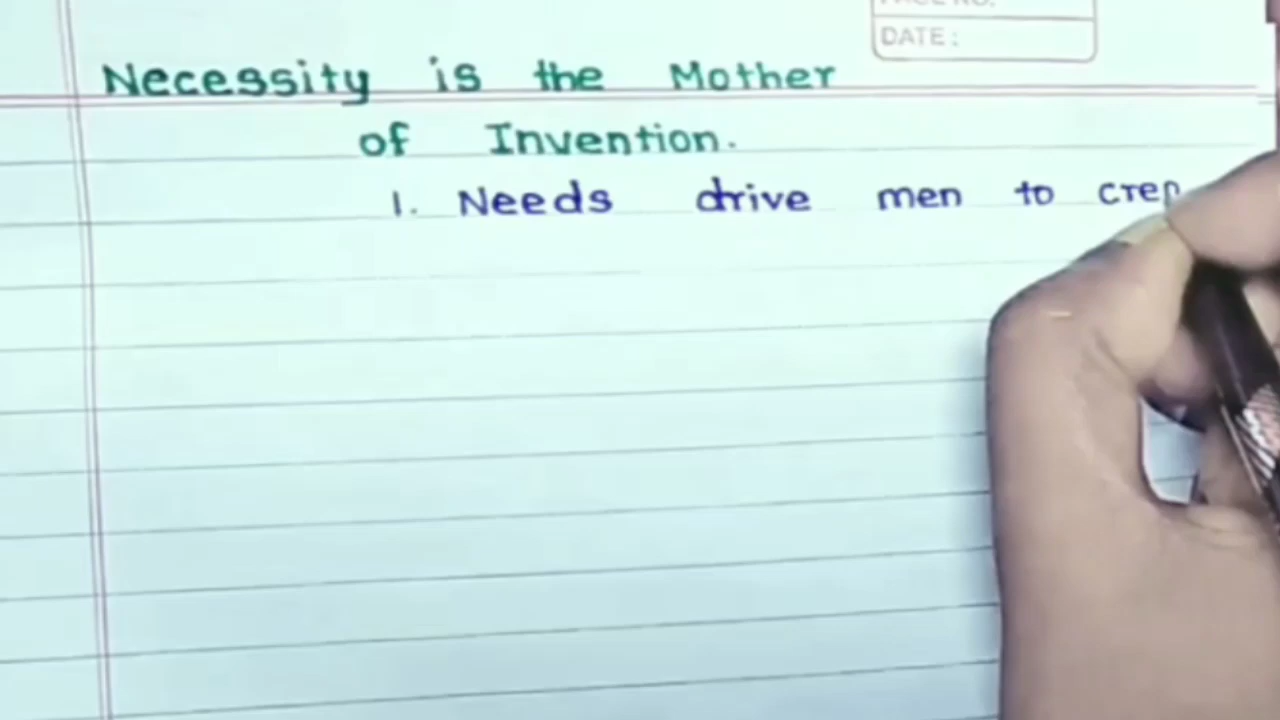 DATE :
Necessity is the Mother
of Invention.
1. Needs drive men to